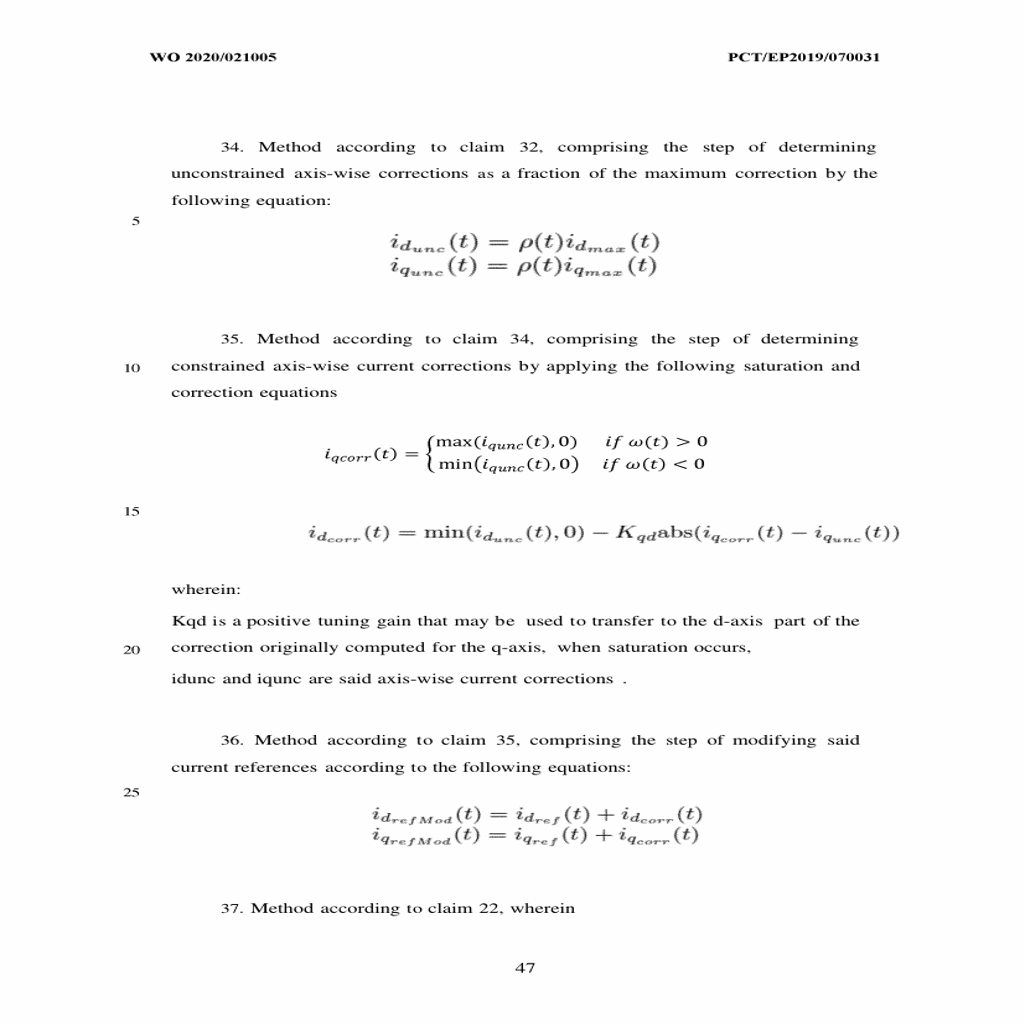 WO 2020/021005 PCT/EP2019/070031
34. Method according to claim 32, comprising the step of determining
unconstrained axis-wise corrections as a fraction of the maximum correction by the
following equation:
5
i_{d_{unc}}(t) = ρ(t)i_{d_{max}}(t)
i_{q_{unc}}(t) = ρ(t)i_{q_{max}}(t)
35. Method according to claim 34, comprising the step of determining
10 constrained axis-wise current corrections by applying the following saturation and
correction equations
i_{qcorr}(t) = { max(i_{qunc}(t), 0) if ω(t) > 0
min(i_{qunc}(t), 0) if ω(t) < 0
15
i_{d_{corr}}(t) = min(i_{d_{unc}}(t), 0) − K_{qd}abs(i_{q_{corr}}(t) − i_{q_{unc}}(t))
wherein:
Kqd is a positive tuning gain that may be used to transfer to the d-axis part of the
20 correction originally computed for the q-axis, when saturation occurs,
idunc and iqunc are said axis-wise current corrections .
36. Method according to claim 35, comprising the step of modifying said
current references according to the following equations:
25
i_{d_{refMod}}(t) = i_{d_{ref}}(t) + i_{d_{corr}}(t)
i_{q_{refMod}}(t) = i_{q_{ref}}(t) + i_{q_{corr}}(t)
37. Method according to claim 22, wherein
47